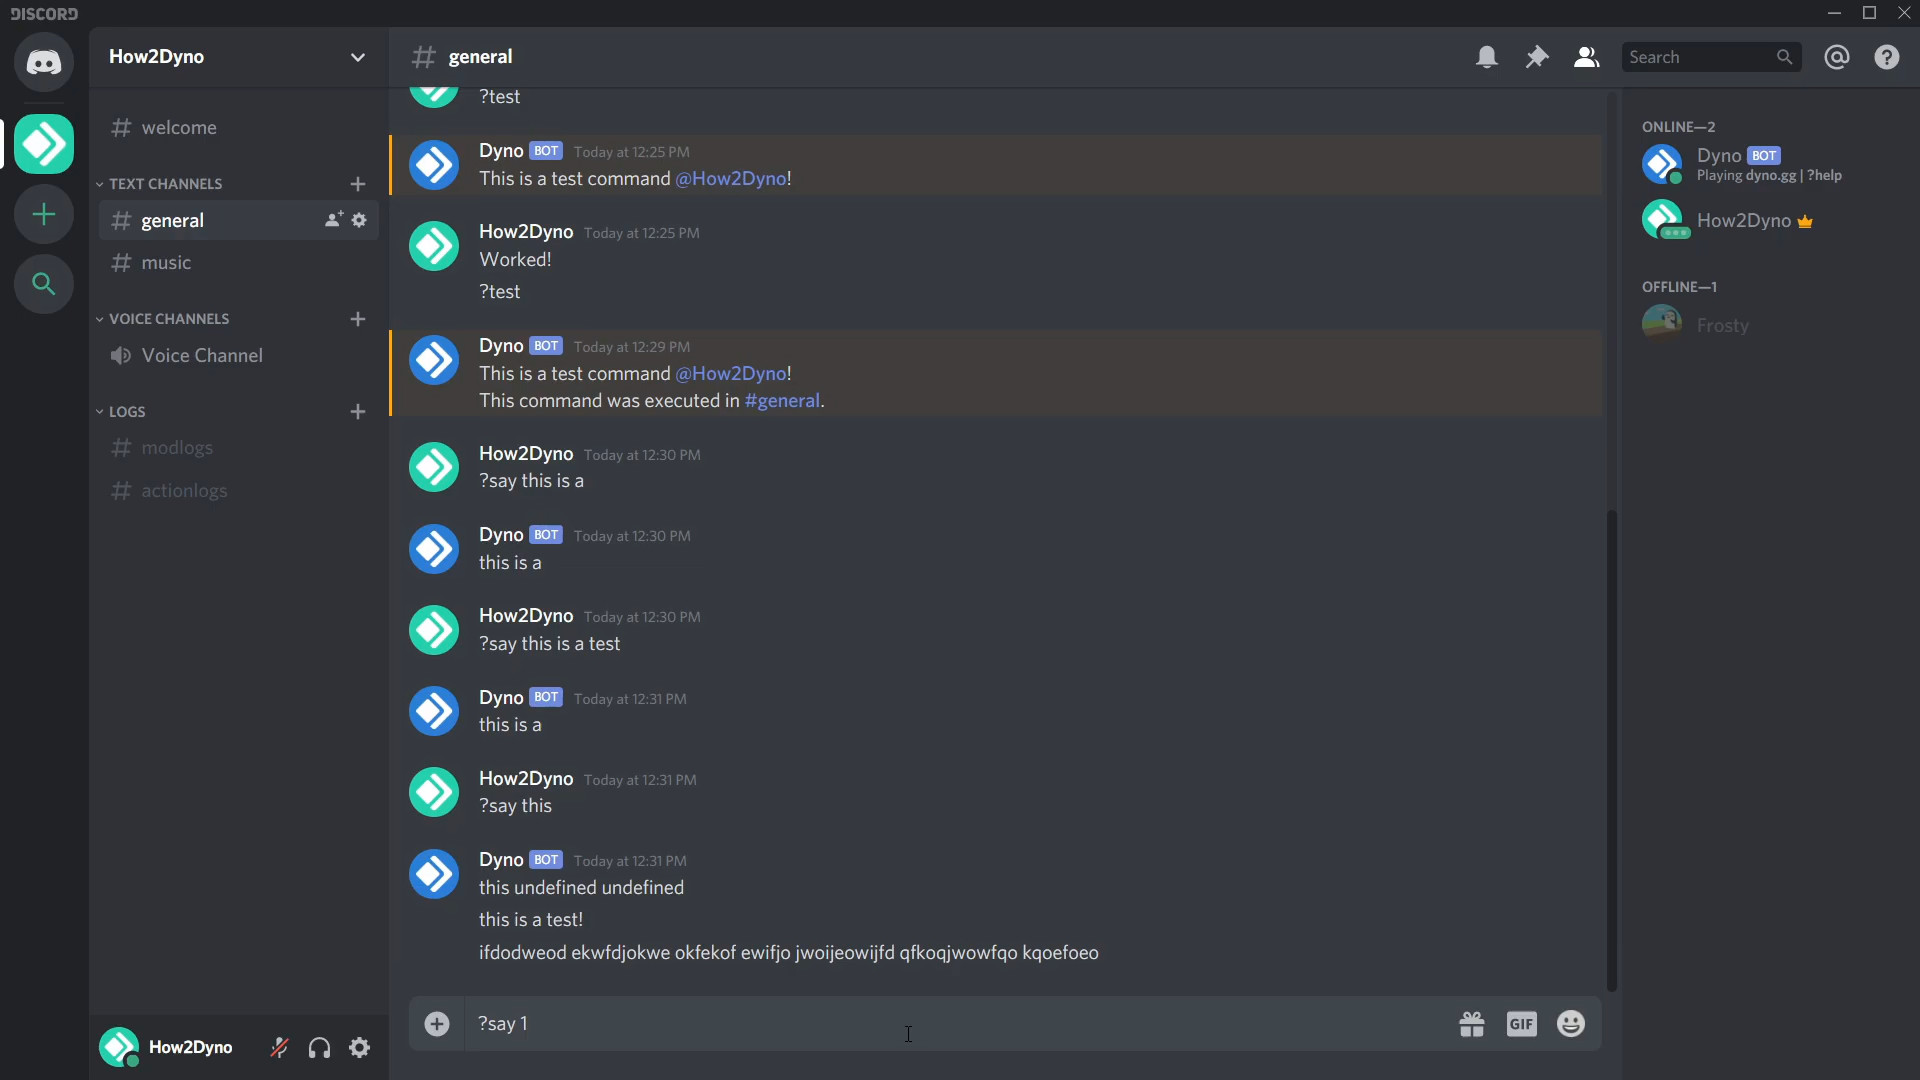 DISCORD
How2Dyno
# general
Search
# welcome
TEXT CHANNELS
# general
# music
VOICE CHANNELS
Voice Channel
LOGS
# modlogs
# actionlogs
How2Dyno
?test
Dyno BOT Today at 12:25 PM
This is a test command @How2Dyno!
How2Dyno Today at 12:25 PM
Worked!
?test
Dyno BOT Today at 12:29 PM
This is a test command @How2Dyno!
This command was executed in #general.
How2Dyno Today at 12:30 PM
?say this is a
Dyno BOT Today at 12:30 PM
this is a
How2Dyno Today at 12:30 PM
?say this is a test
Dyno BOT Today at 12:31 PM
this is a
How2Dyno Today at 12:31 PM
?say this
Dyno BOT Today at 12:31 PM
this undefined undefined
this is a test!
ifdodweod ekwfdjokwe okfekof ewifjo jwoijeowijfd qfkoqjwowfqo kqoefoeo
?say 1
GIF
ONLINE—2
Dyno BOT
Playing dyno.gg | ?help
How2Dyno
OFFLINE—1
Frosty